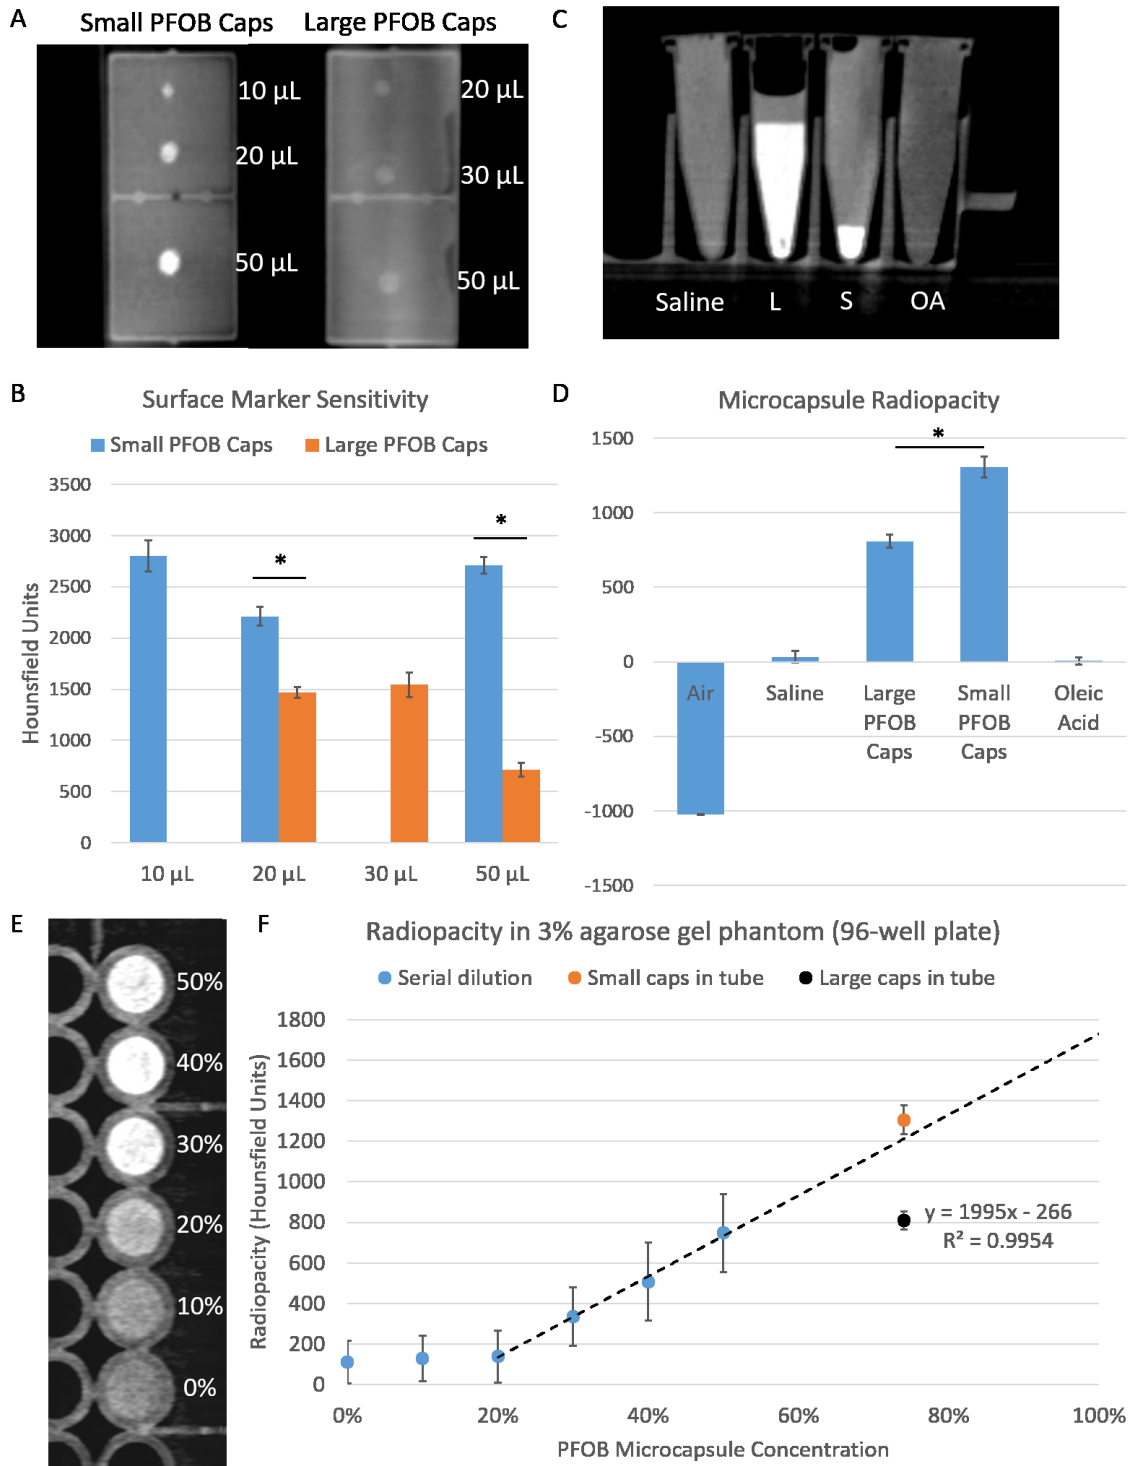 A
Small PFOB Caps
Large PFOB Caps
10 µL
20 µL
50 µL
20 µL
30 µL
50 µL
C
Saline
L
S
OA
B
Surface Marker Sensitivity
Small PFOB Caps
Large PFOB Caps
Hounsfield Units
3500
3000
2500
2000
1500
1000
500
0
*
*
10 µL
20 µL
30 µL
50 µL
D
Microcapsule Radiopacity
1500
1000
500
0
-500
-1000
-1500
*
Air
Saline
Large
PFOB
Caps
Small
PFOB
Caps
Oleic
Acid
E
50%
40%
30%
20%
10%
0%
F
Radiopacity in 3% agarose gel phantom (96-well plate)
Serial dilution
Small caps in tube
Large caps in tube
Radiopacity (Hounsfield Units)
1800
1600
1400
1200
1000
800
600
400
200
0
y = 1995x - 266
R² = 0.9954
0%
20%
40%
60%
80%
100%
PFOB Microcapsule Concentration